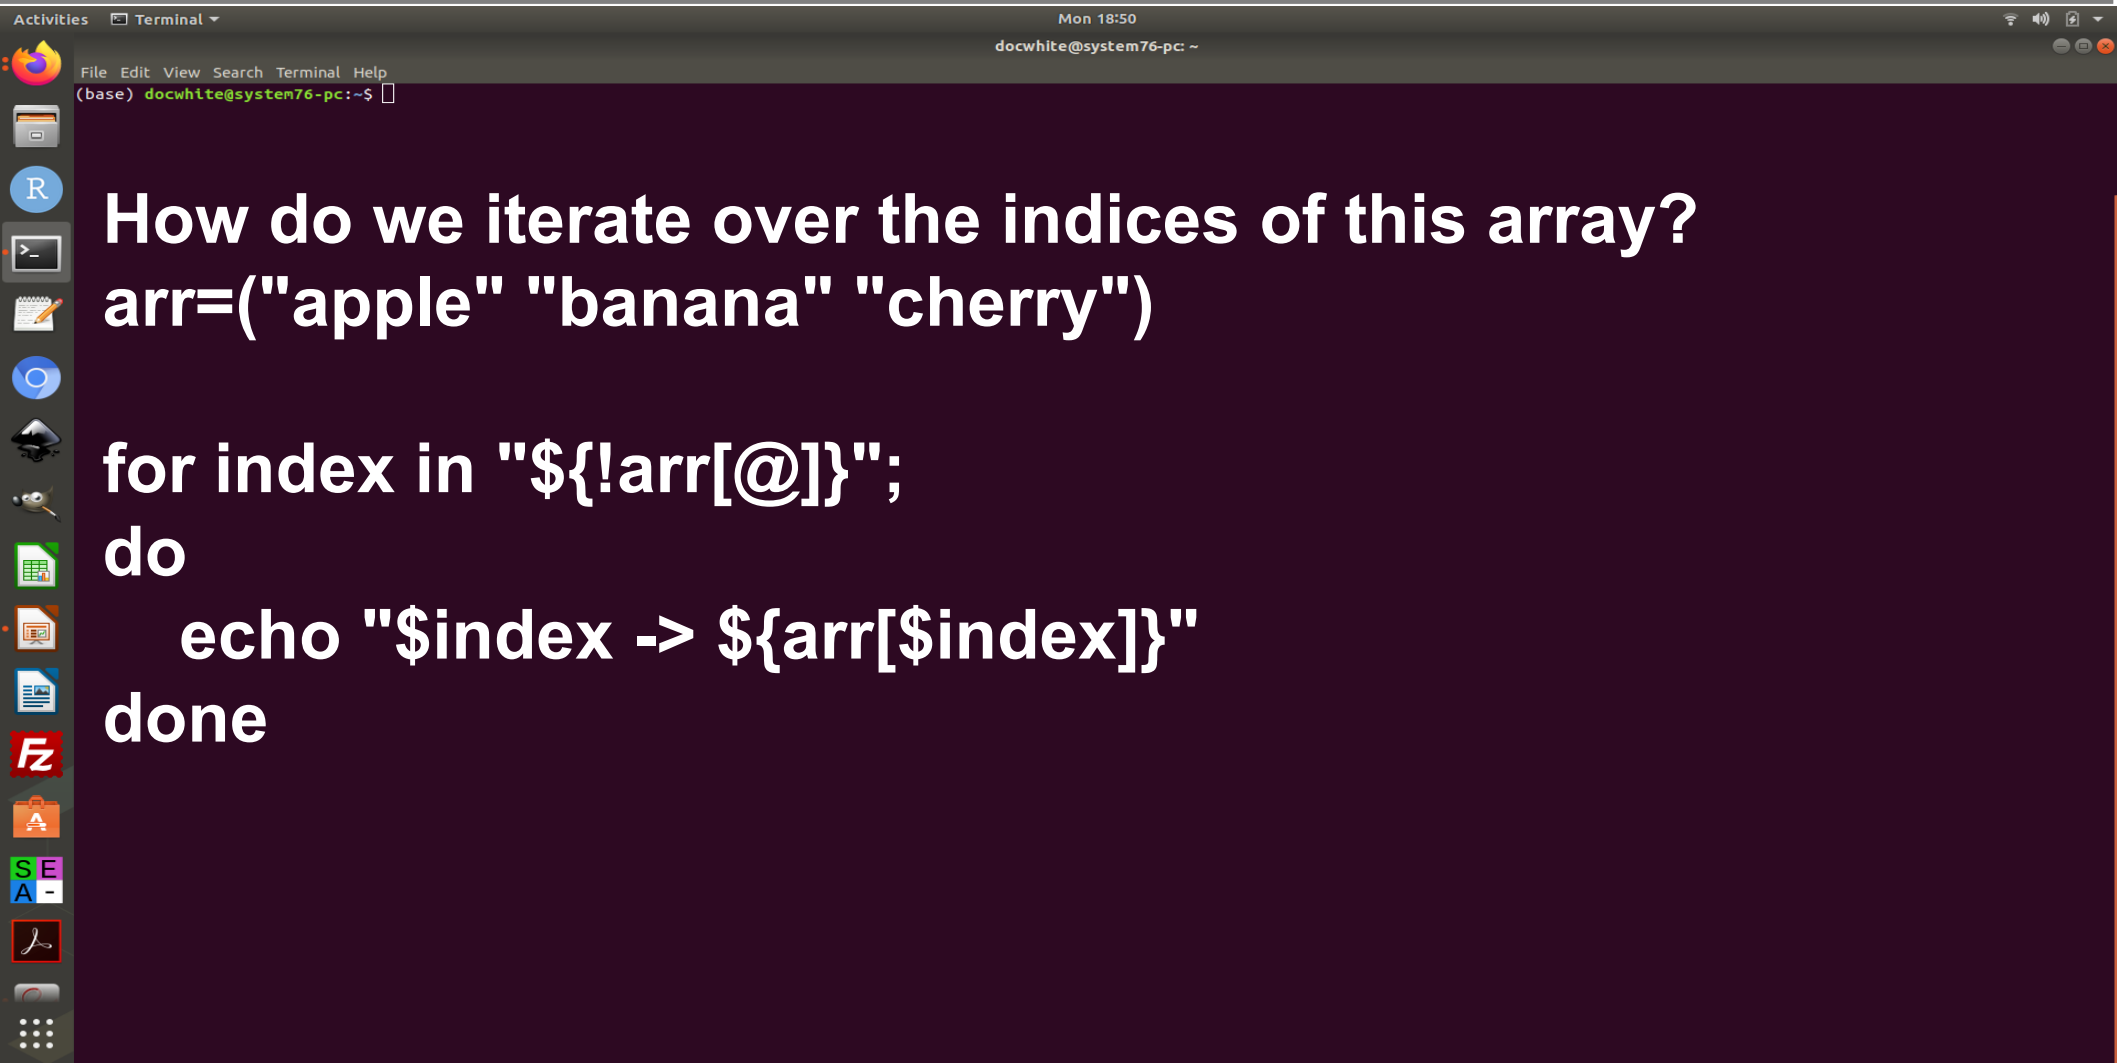 Activities Terminal Mon 18:50
docwhite@system76-pc: ~
File Edit View Search Terminal Help
(base) docwhite@system76-pc:~$
How do we iterate over the indices of this array?
arr=("apple" "banana" "cherry")
for index in "${!arr[@]}";
do
echo "$index -> ${arr[$index]}"
done
R
>_
Fz
A
S E
A -